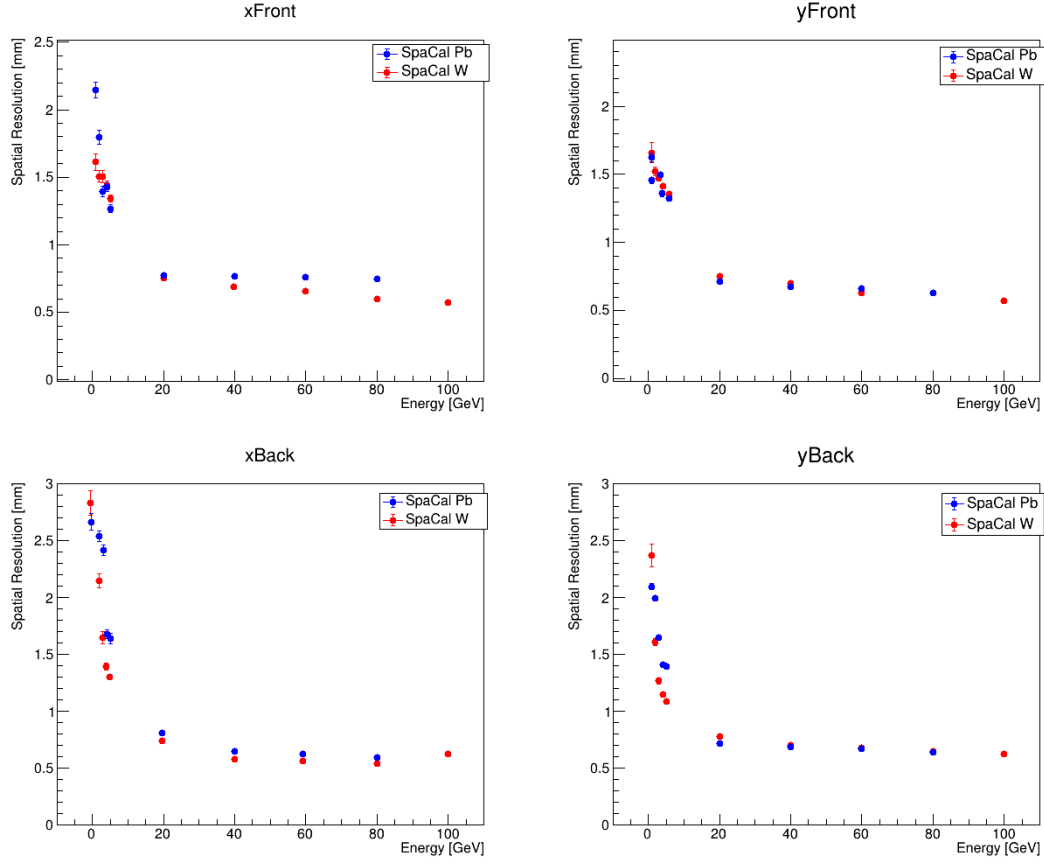 xFront
Spatial Resolution [mm]
2.5
2
1.5
1
0.5
0
SpaCal Pb
SpaCal W
0 20 40 60 80 100
Energy [GeV]
yFront
Spatial Resolution [mm]
2
1.5
1
0.5
0
SpaCal Pb
SpaCal W
0 20 40 60 80 100
Energy [GeV]
xBack
Spatial Resolution [mm]
3
2.5
2
1.5
1
0.5
0
SpaCal Pb
SpaCal W
0 20 40 60 80 100
Energy [GeV]
yBack
Spatial Resolution [mm]
3
2.5
2
1.5
1
0.5
0
SpaCal Pb
SpaCal W
0 20 40 60 80 100
Energy [GeV]